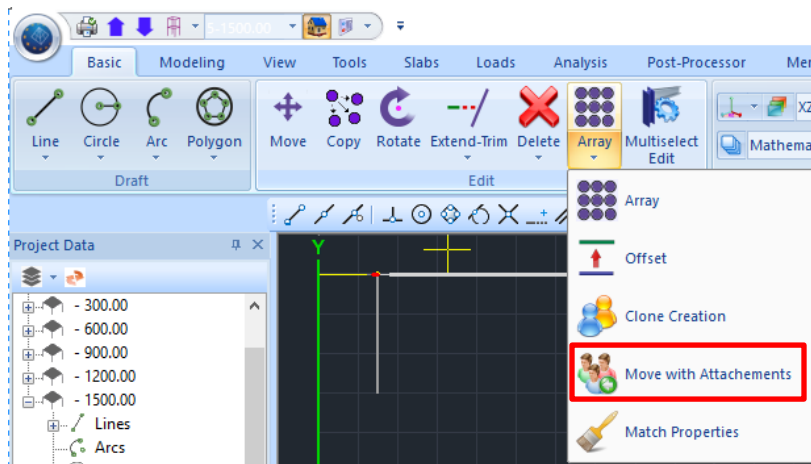 5-1500.00
Basic Modeling View Tools Slabs Loads Analysis Post-Processor Mem
Line Circle Arc Polygon Move Copy Rotate Extend-Trim Delete Array Multiselect Edit
XZ
Mathema
Draft Edit
Array
Offset
Clone Creation
Move with Attachements
Match Properties
Project Data
Y
- 300.00
- 600.00
- 900.00
- 1200.00
- 1500.00
Lines
Arcs